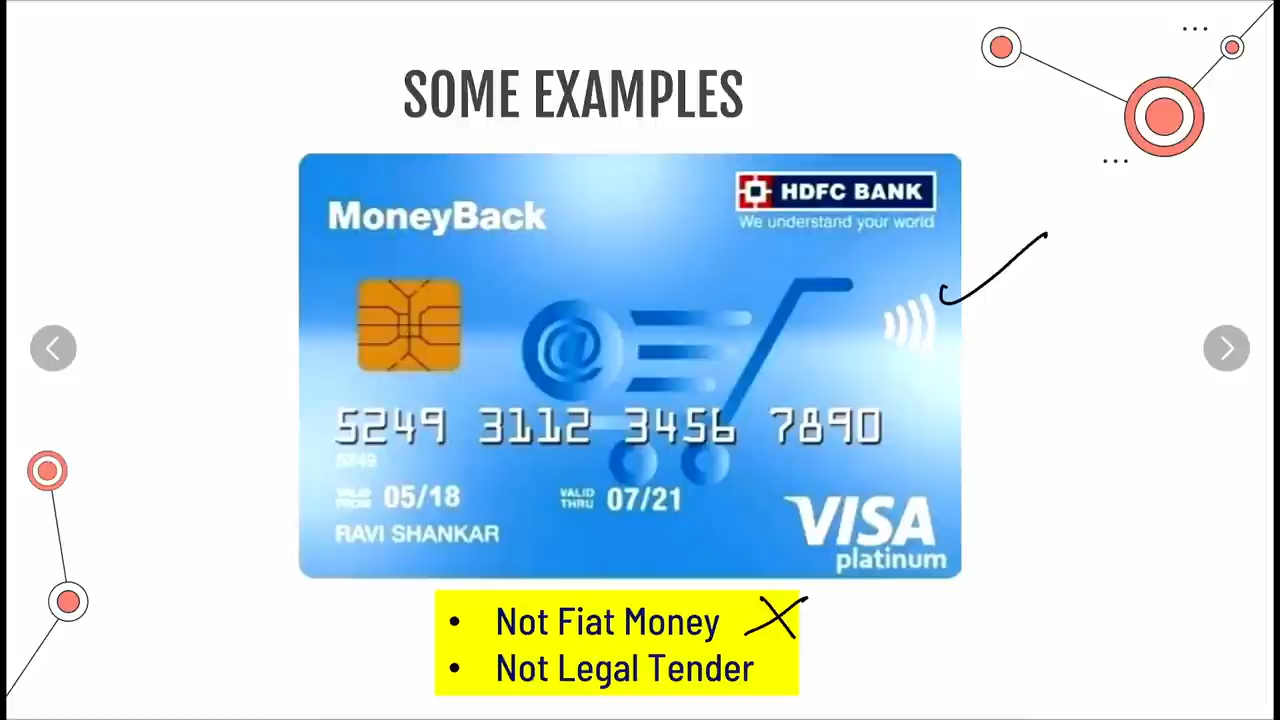 SOME EXAMPLES
MoneyBack
HDFC BANK
We understand your world
@
5249 3112 3456 7890
5249
VALID FROM 05/18
VALID THRU 07/21
RAVI SHANKAR
VISA
platinum
• Not Fiat Money
• Not Legal Tender